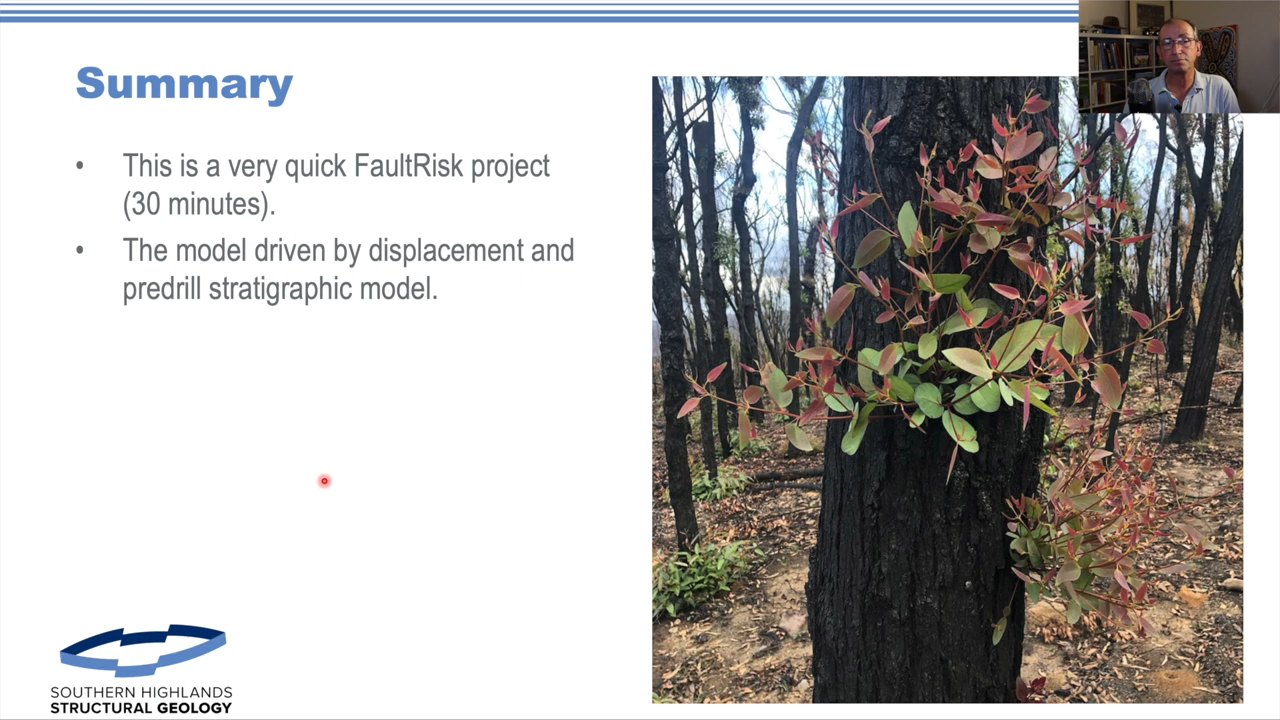 Summary
• This is a very quick FaultRisk project
(30 minutes).
• The model driven by displacement and
predrill stratigraphic model.
SOUTHERN HIGHLANDS
STRUCTURAL GEOLOGY